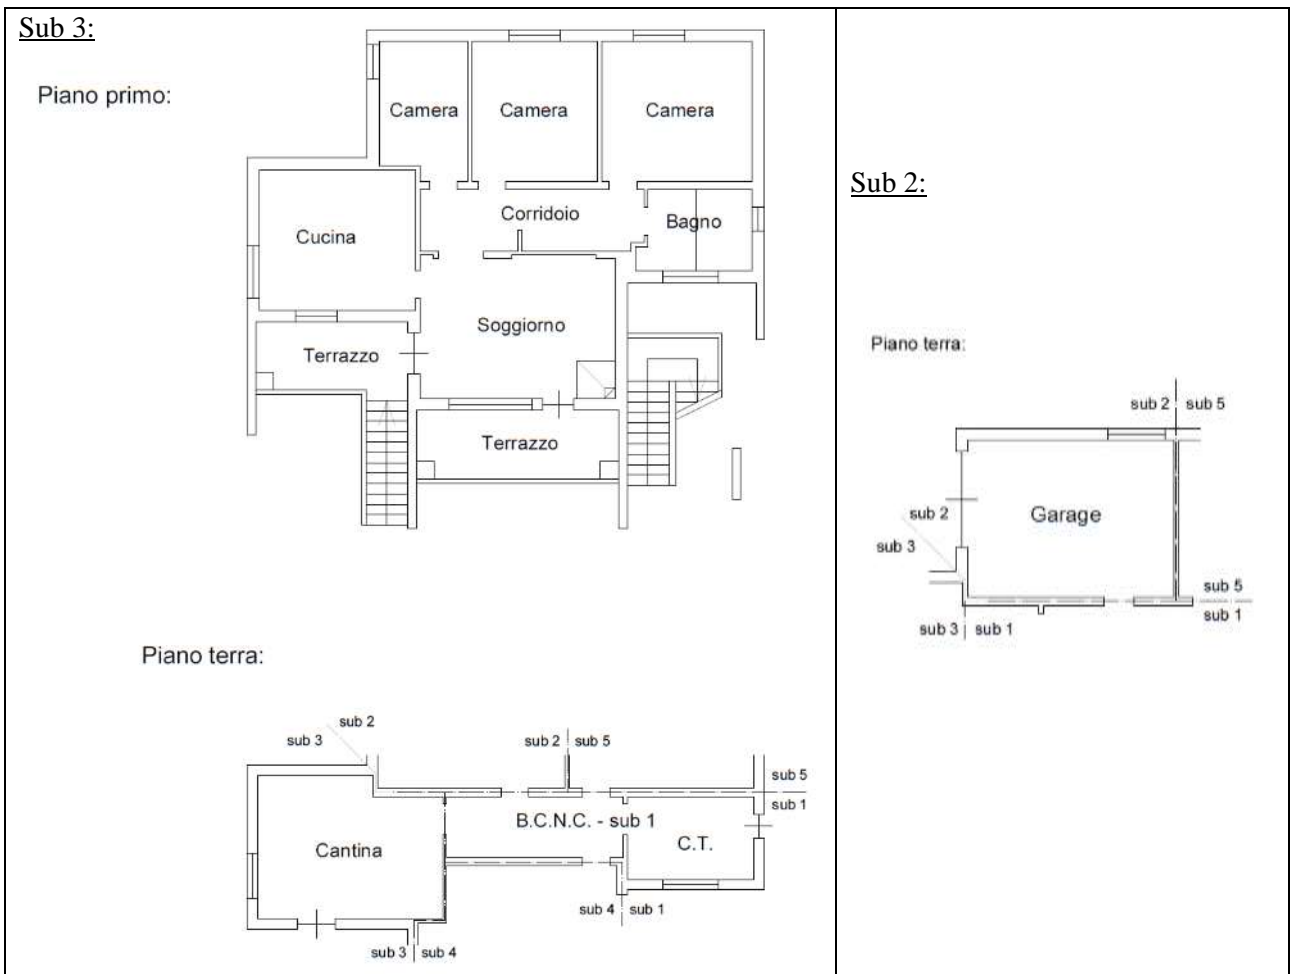 Sub 3:
Piano primo:
Camera
Camera
Camera
Corridoio
Bagno
Cucina
Soggiorno
Terrazzo
Terrazzo
Piano terra:
sub 2
sub 3
sub 2
sub 5
sub 5
sub 1
B.C.N.C. - sub 1
C.T.
Cantina
sub 4
sub 1
sub 3
sub 4
Sub 2:
Piano terra:
sub 2
sub 5
sub 2
Garage
sub 3
sub 5
sub 1
sub 3
sub 1